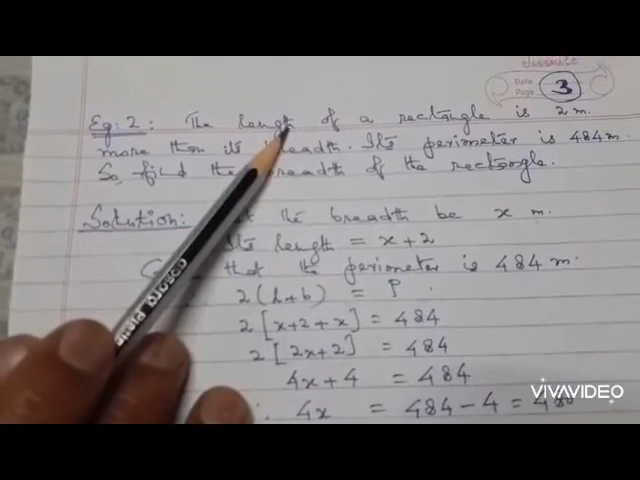 classmate
Date
Page 3
Eg: 2: The length of a rectangle is 2 m.
more than its breadth. Its perimeter is 484 m.
So, find the breadth of the rectangle.
Solution: the breadth be x m.
Its length = x+2
that the perimeter is 484 m.
2(l+b) = P.
2[x+2+x] = 484
2[2x+2] = 484
4x+4 = 484
∴ 4x = 484-4 = 480
classmate
VIVAVIDEO